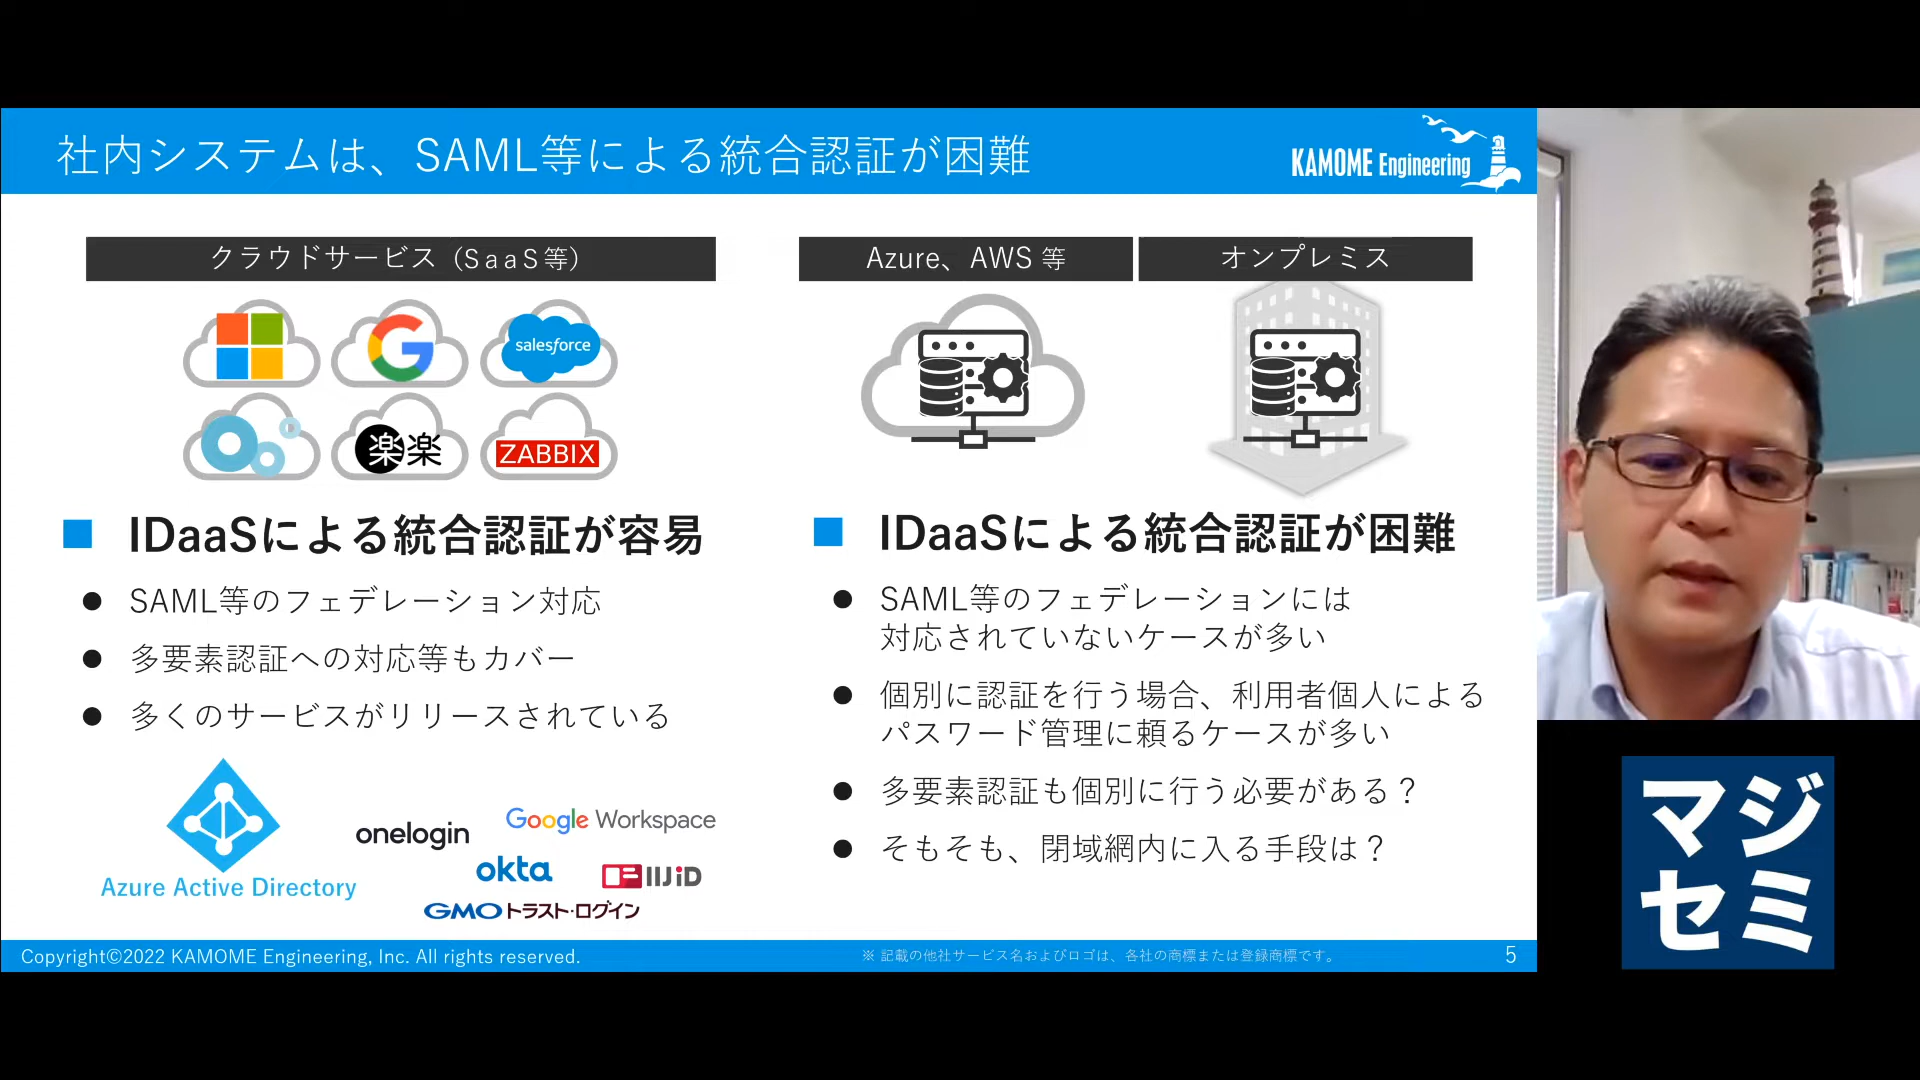 社内システムは、SAML等による統合認証が困難
KAMOME Engineering
クラウドサービス（SaaS等）
salesforce
楽楽
ZABBIX
IDaaSによる統合認証が容易
SAML等のフェデレーション対応
多要素認証への対応等もカバー
多くのサービスがリリースされている
Azure Active Directory
onelogin
Google Workspace
okta
IIJiD
GMOトラスト・ログイン
Azure、AWS 等
オンプレミス
IDaaSによる統合認証が困難
SAML等のフェデレーションには
対応されていないケースが多い
個別に認証を行う場合、利用者個人による
パスワード管理に頼るケースが多い
多要素認証も個別に行う必要がある？
そもそも、閉域網内に入る手段は？
Copyright©2022 KAMOME Engineering, Inc. All rights reserved.
※ 記載の他社サービス名およびロゴは、各社の商標または登録商標です。
5
マジ
セミ